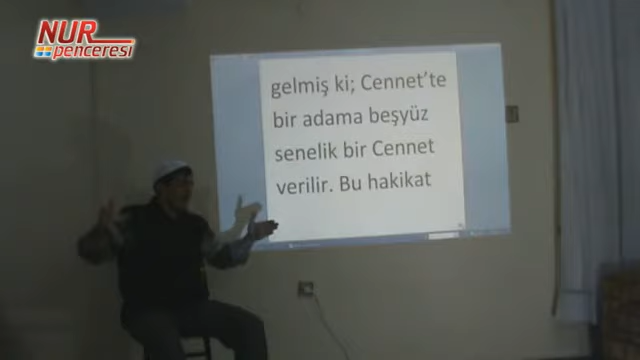 NUR
penceresi
gelmiş ki; Cennet'te
bir adama beşyüz
senelik bir Cennet
verilir. Bu hakikat